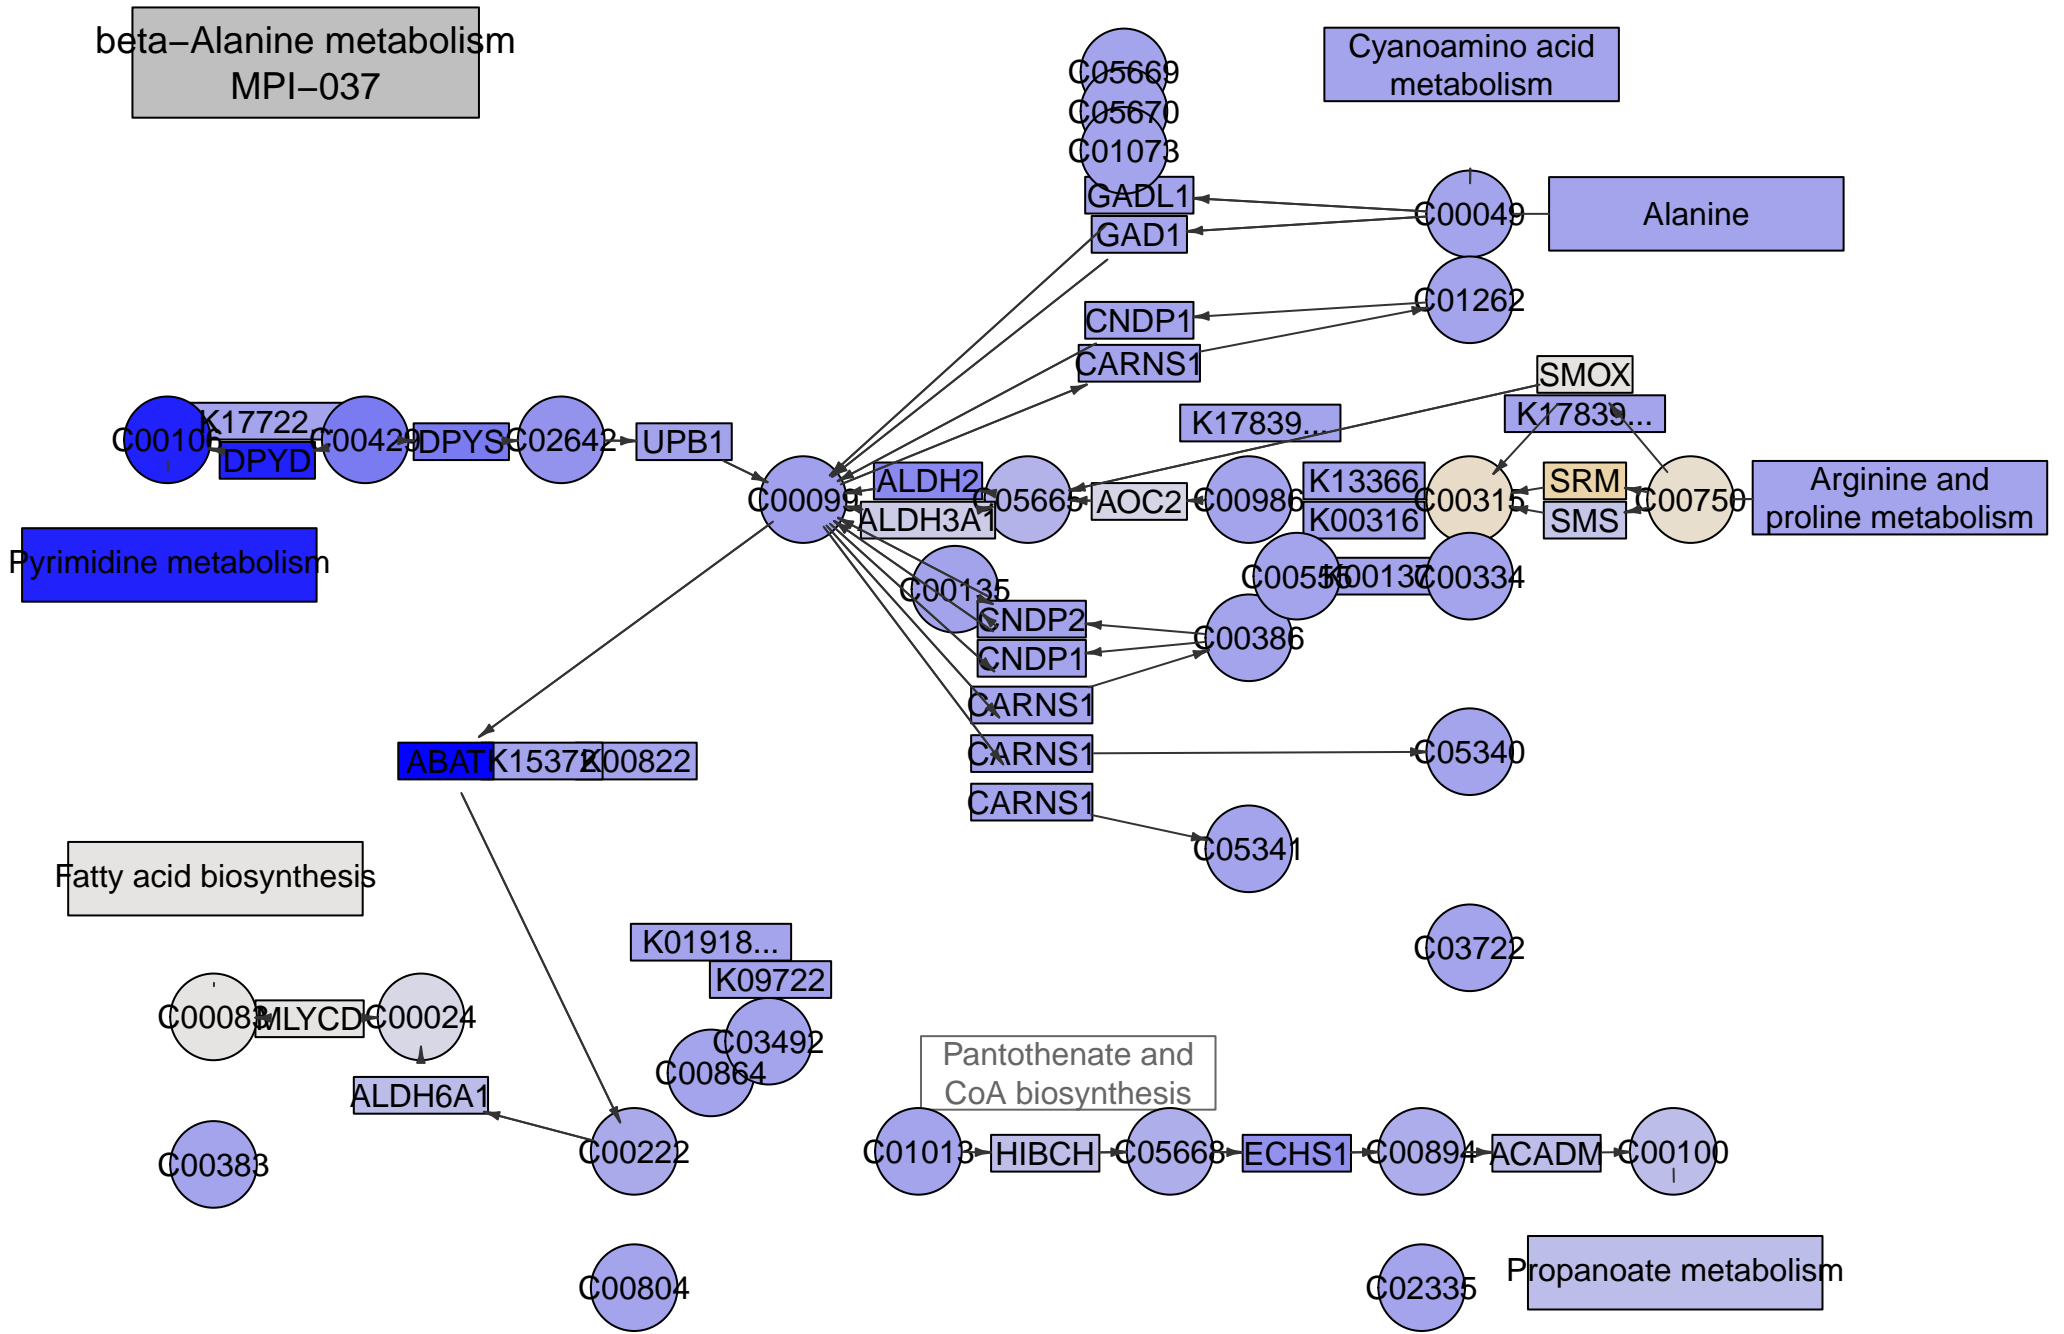 beta−Alanine metabolism
MPI−037
Cyanoamino acid
metabolism
C05669
C05670
C01073
GADL1
GAD1
C00049
Alanine
C01262
CNDP1
CARNS1
SMOX
K17839...
K17839...
C00106
K17722...
DPYD
C00429
DPYS
C02642
UPB1
C00099
ALDH2
ALDH3A1
C05665
AOC2
C00986
K13366
K00316
C00315
SRM
SMS
C00750
Arginine and
proline metabolism
Pyrimidine metabolism
C00135
C00555
K00137
C00334
CNDP2
CNDP1
C00386
CARNS1
CARNS1
C05340
CARNS1
C05341
ABAT
K15372
K00822
Fatty acid biosynthesis
K01918...
K09722
C03722
C00083
MLYCD
C00024
C03492
C00864
Pantothenate and
CoA biosynthesis
ALDH6A1
C00383
C00222
C01013
HIBCH
C05668
ECHS1
C00894
ACADM
C00100
C00804
C02335
Propanoate metabolism